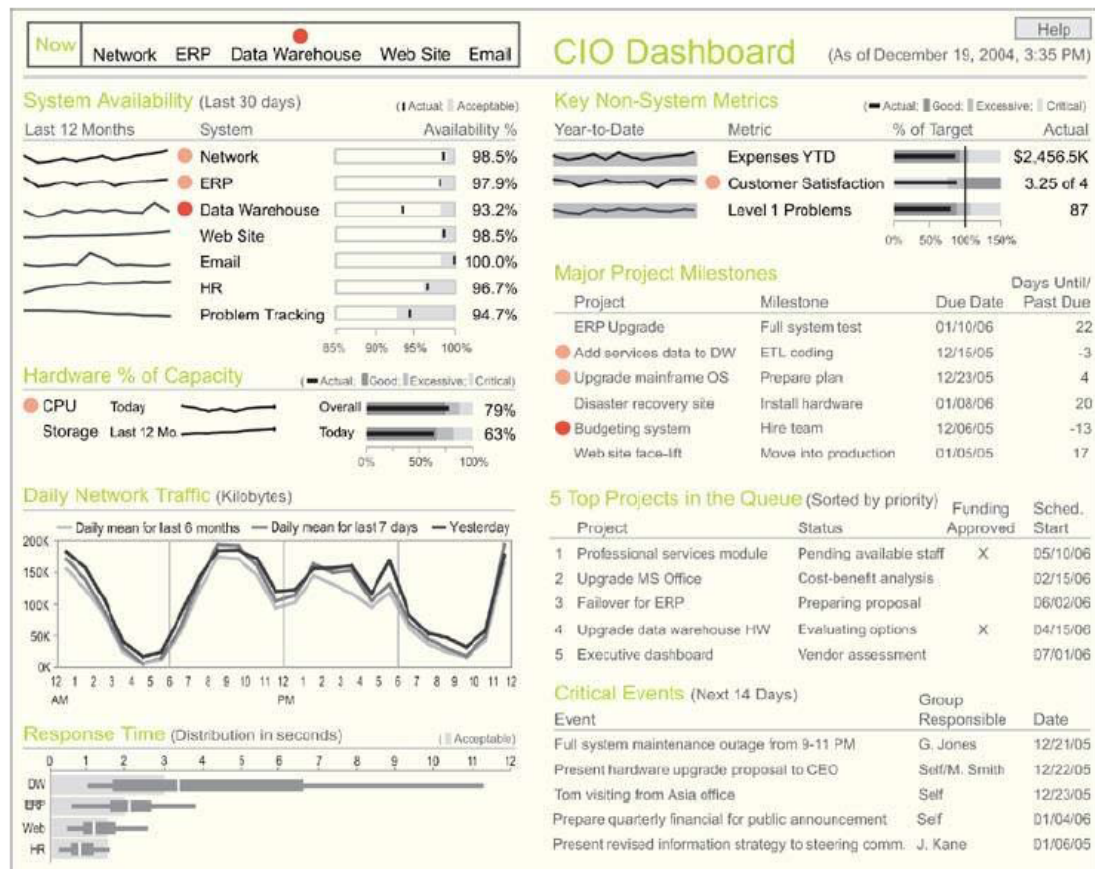 Now Network ERP Data Warehouse Web Site Email
CIO Dashboard
Help
(As of December 19, 2004, 3:35 PM)
System Availability (Last 30 days)
(Actual; Acceptable)
Last 12 Months System Availability %
Network 98.5%
ERP 97.9%
Data Warehouse 93.2%
Web Site 98.5%
Email 100.0%
HR 96.7%
Problem Tracking 94.7%
85% 90% 95% 100%
Hardware % of Capacity
(Actual; Good; Excessive; Critical)
CPU Today Overall 79%
Storage Last 12 Mo. Today 63%
0% 50% 100%
Daily Network Traffic (Kilobytes)
Daily mean for last 6 months Daily mean for last 7 days Yesterday
200K
150K
100K
50K
0K
12 1 2 3 4 5 6 7 8 9 10 11 12 1 2 3 4 5 6 7 8 9 10 11 12
AM PM
Response Time (Distribution in seconds)
(Acceptable)
0 1 2 3 4 5 6 7 8 9 10 11 12
DW
ERP
Web
HR
Key Non-System Metrics
(Actual; Good; Excessive; Critical)
Year-to-Date Metric % of Target Actual
Expenses YTD $2,456.5K
Customer Satisfaction 3.25 of 4
Level 1 Problems 87
0% 50% 100% 150%
Major Project Milestones
Days Until/
Project Milestone Due Date Past Due
ERP Upgrade Full system test 01/10/06 22
Add services data to DW ETL coding 12/16/05 -3
Upgrade mainframe OS Prepare plan 12/23/05 4
Disaster recovery site Install hardware 01/08/06 20
Budgeting system Hire team 12/06/05 -13
Web site face-lift Move into production 01/05/05 17
5 Top Projects in the Queue (Sorted by priority)
Funding Sched.
Project Status Approved Start
1 Professional services module Pending available staff X 05/10/06
2 Upgrade MS Office Cost-benefit analysis 02/15/06
3 Failover for ERP Preparing proposal 06/02/06
4 Upgrade data warehouse HW Evaluating options X 04/15/06
5 Executive dashboard Vendor assessment 07/01/06
Critical Events (Next 14 Days)
Group
Event Responsible Date
Full system maintenance outage from 9-11 PM G. Jones 12/21/05
Present hardware upgrade proposal to CEO Self/M. Smith 12/22/05
Tom visiting from Asia office Self 12/23/05
Prepare quarterly financial for public announcement Self 01/04/06
Present revised information strategy to steering comm. J. Kane 01/06/05